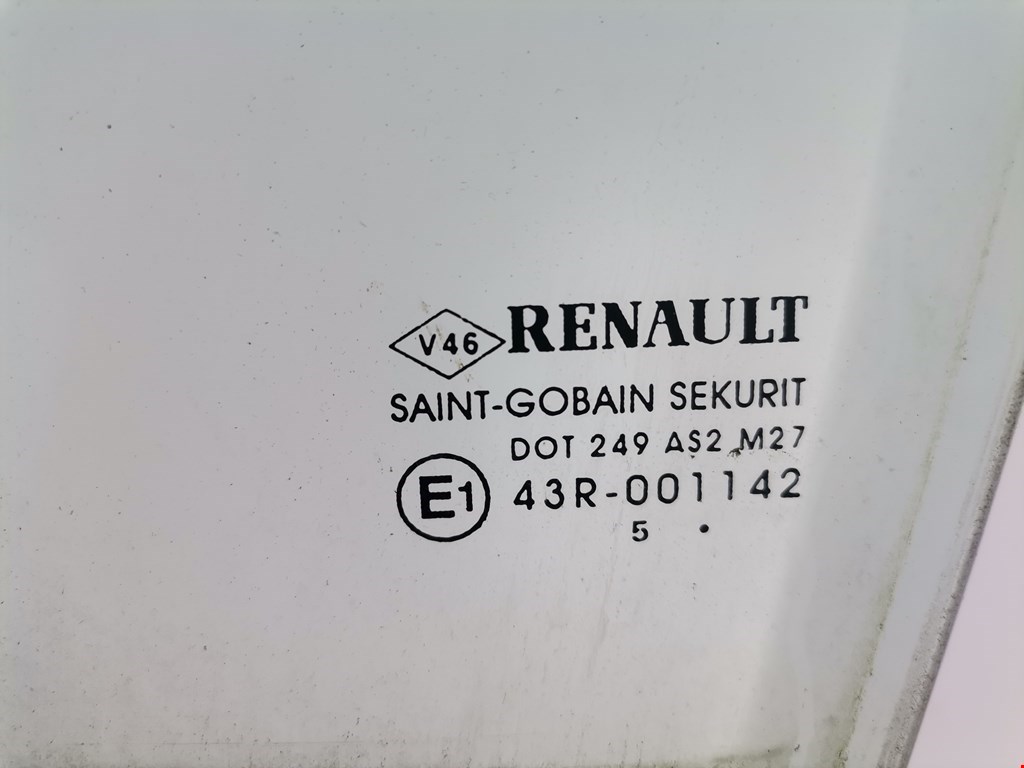 V46 RENAULT
SAINT-GOBAIN SEKURIT
DOT 249 AS2 M27
E1 43R-001142
5 .